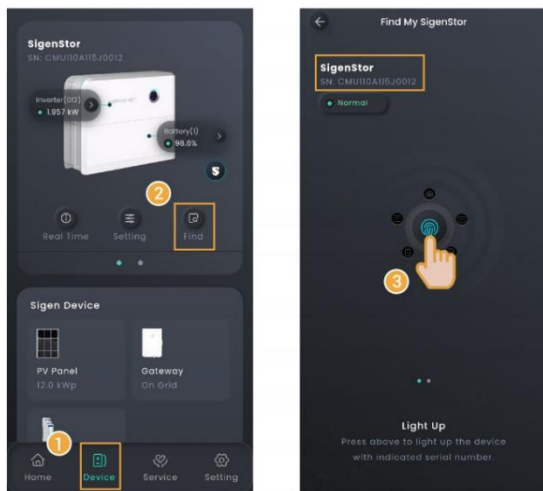 SigenStor
SN: CMU110A115J0012
Inverter(G12)
1.957 kW
Battery(1)
98.8%
S
2
Real Time
Setting
Find
Sigen Device
PV Panel
12.0 kWp
Gateway
On Grid
1
Home
Device
Service
Setting
Find My SigenStor
SigenStor
SN: CMU110A115J0012
Normal
3
Light Up
Press above to light up the device
with indicated serial number.